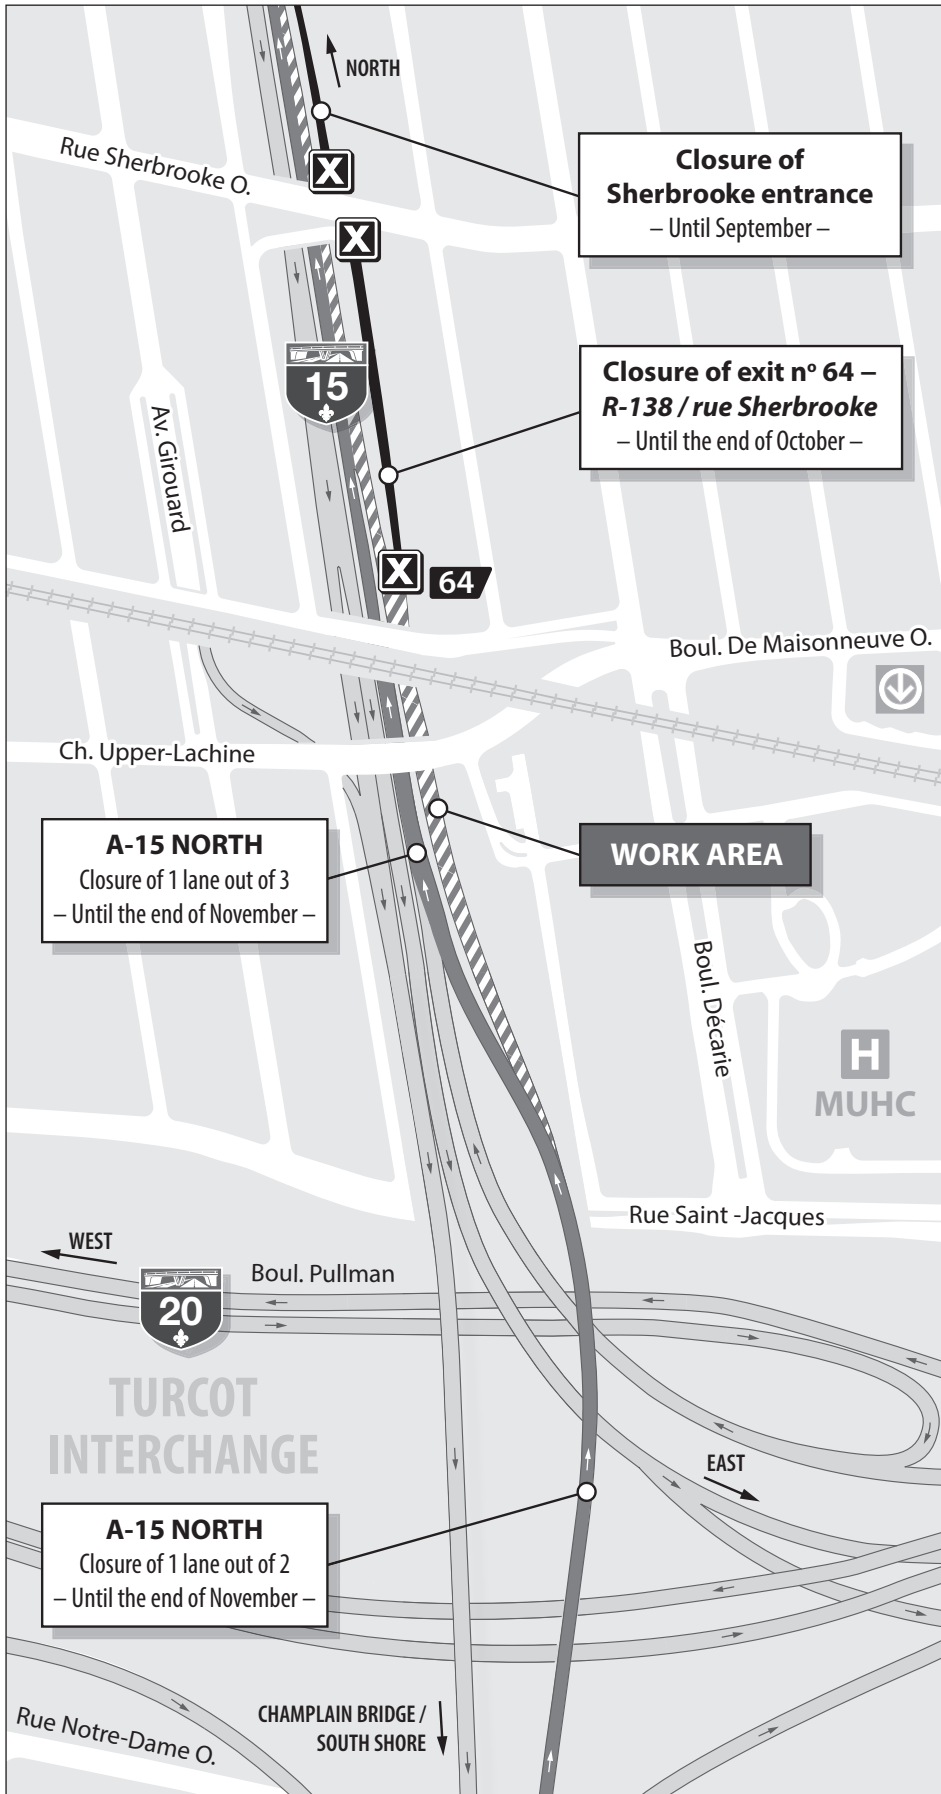 NORTH
Rue Sherbrooke O.
X
Closure of
Sherbrooke entrance
– Until September –
X
15
Closure of exit nº 64 –
R-138 / rue Sherbrooke
– Until the end of October –
Av. Girouard
X
64
Boul. De Maisonneuve O.
Ch. Upper-Lachine
A-15 NORTH
Closure of 1 lane out of 3
– Until the end of November –
WORK AREA
Boul. Décarie
H
MUHC
Rue Saint -Jacques
WEST
Boul. Pullman
20
TURCOT
INTERCHANGE
EAST
A-15 NORTH
Closure of 1 lane out of 2
– Until the end of November –
CHAMPLAIN BRIDGE /
SOUTH SHORE
Rue Notre-Dame O.